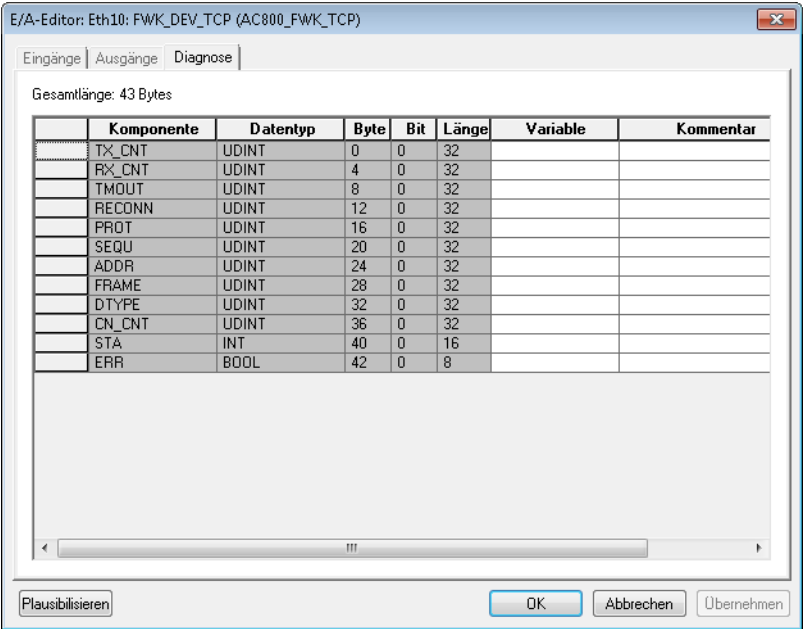 E/A-Editor: Eth10: FWK_DEV_TCP (AC800_FWK_TCP)
Eingänge Ausgänge Diagnose
Gesamtlänge: 43 Bytes
Komponente Datentyp Byte Bit Länge Variable Kommentar
TX_CNT UDINT 0 0 32
RX_CNT UDINT 4 0 32
TMOUT UDINT 8 0 32
RECONN UDINT 12 0 32
PROT UDINT 16 0 32
SEQU UDINT 20 0 32
ADDR UDINT 24 0 32
FRAME UDINT 28 0 32
DTYPE UDINT 32 0 32
CN_CNT UDINT 36 0 32
STA INT 40 0 16
ERR BOOL 42 0 8
Plausibilisieren OK Abbrechen Übernehmen